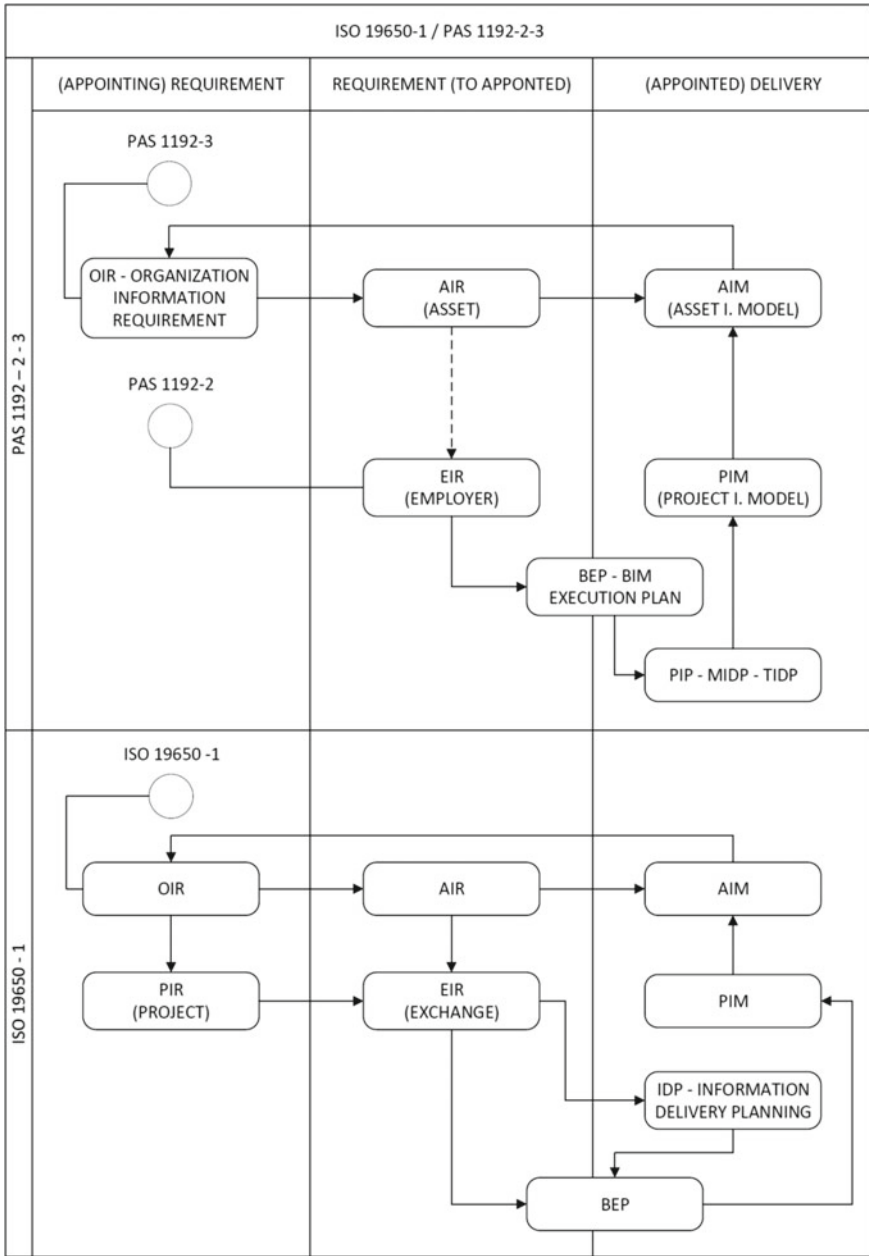 ISO 19650-1 / PAS 1192-2-3
(APPOINTING) REQUIREMENT
REQUIREMENT (TO APPONTED)
(APPOINTED) DELIVERY
PAS 1192 – 2 - 3
PAS 1192-3
OIR - ORGANIZATION
INFORMATION
REQUIREMENT
AIR
(ASSET)
AIM
(ASSET I. MODEL)
PAS 1192-2
EIR
(EMPLOYER)
PIM
(PROJECT I. MODEL)
BEP - BIM
EXECUTION PLAN
PIP - MIDP - TIDP
ISO 19650 - 1
ISO 19650 -1
OIR
AIR
AIM
PIR
(PROJECT)
EIR
(EXCHANGE)
PIM
IDP - INFORMATION
DELIVERY PLANNING
BEP